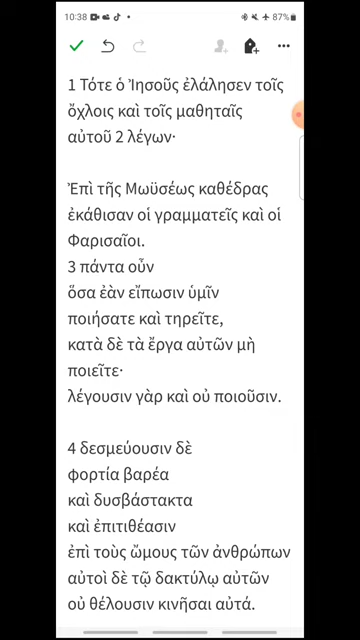 10:38
87%
1 Τότε ὁ Ἰησοῦς ἐλάλησεν τοῖς
ὄχλοις καὶ τοῖς μαθηταῖς
αὐτοῦ 2 λέγων·
Ἐπὶ τῆς Μωϋσέως καθέδρας
ἐκάθισαν οἱ γραμματεῖς καὶ οἱ
Φαρισαῖοι.
3 πάντα οὖν
ὅσα ἐὰν εἴπωσιν ὑμῖν
ποιήσατε καὶ τηρεῖτε,
κατὰ δὲ τὰ ἔργα αὐτῶν μὴ
ποιεῖτε·
λέγουσιν γὰρ καὶ οὐ ποιοῦσιν.
4 δεσμεύουσιν δὲ
φορτία βαρέα
καὶ δυσβάστακτα
καὶ ἐπιτιθέασιν
ἐπὶ τοὺς ὤμους τῶν ἀνθρώπων
αὐτοὶ δὲ τῷ δακτύλῳ αὐτῶν
οὐ θέλουσιν κινῆσαι αὐτά.